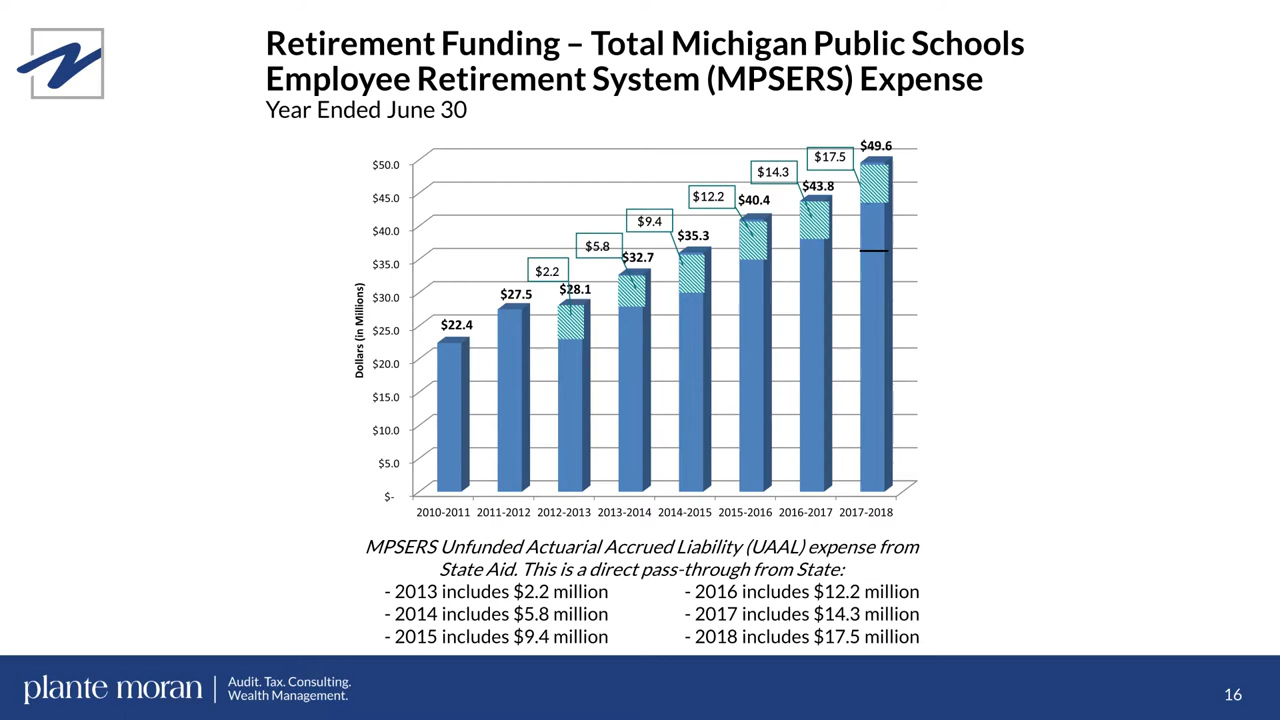 Retirement Funding – Total Michigan Public Schools
Employee Retirement System (MPSERS) Expense
Year Ended June 30
$49.6
$17.5
$50.0
$14.3
$43.8
$45.0
$12.2
$40.4
$9.4
$40.0
$35.3
$5.8
$32.7
$35.0
$2.2
$28.1
$27.5
$30.0
$22.4
$25.0
Dollars (in Millions)
$20.0
$15.0
$10.0
$5.0
$-
2010-2011 2011-2012 2012-2013 2013-2014 2014-2015 2015-2016 2016-2017 2017-2018
MPSERS Unfunded Actuarial Accrued Liability (UAAL) expense from
State Aid. This is a direct pass-through from State:
- 2013 includes $2.2 million
- 2014 includes $5.8 million
- 2015 includes $9.4 million
- 2016 includes $12.2 million
- 2017 includes $14.3 million
- 2018 includes $17.5 million
plante moran
Audit. Tax. Consulting.
Wealth Management.
16